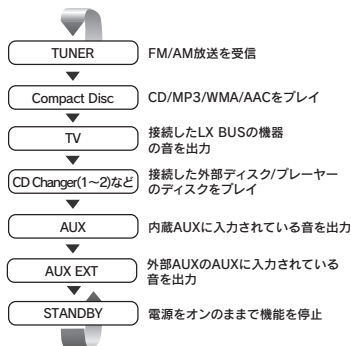 TUNER FM/AM放送を受信
Compact Disc CD/MP3/WMA/AACをプレイ
TV 接続したLX BUSの機器
の音を出力
CD Changer(1～2)など 接続した外部ディスク/プレーヤー
のディスクをプレイ
AUX 内蔵AUXに入力されている音を出力
AUX EXT 外部AUXのAUXに入力されている
音を出力
STANDBY 電源をオンのままで機能を停止